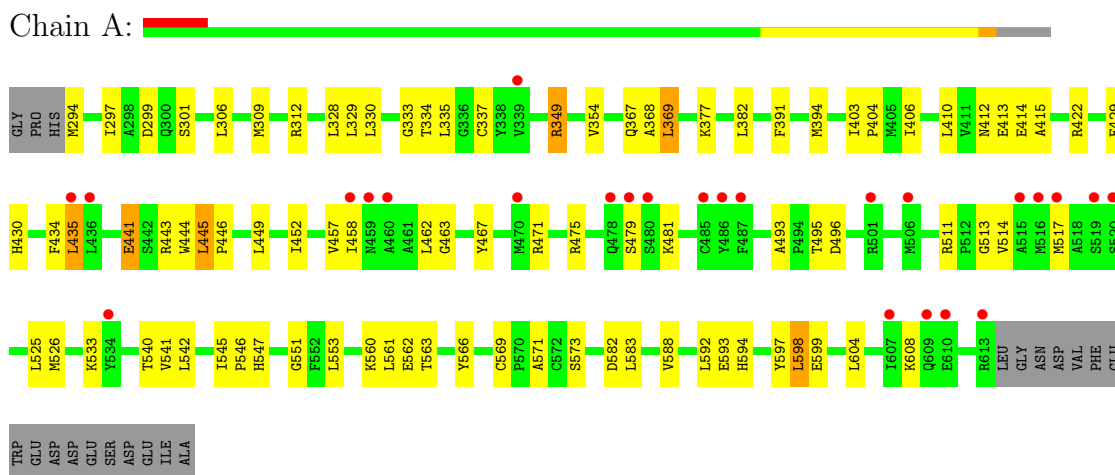 Chain A:
GLY PRO HIS M294 I297 A298 D299 Q300 S301 L306 M309 R312 L328 L329 L330 G333 T334 L335 G336 C337 Y338 V339 R349 V354 Q367 A368 L369 K377 L382 F391 M394 I403 P404 M405 I406 L410 V411 N412 E413 E414 A415 R422
H430 F434 L435 L436 E441 S442 R443 W444 L445 P446 L449 I452 V457 I458 N459 A460 A461 L462 G463 Y467 M470 R471 R475 Q478 S479 S480 K481 C485 Y486 F487 A493 P494 T495 D496 R501 M506 R511 P512 G513 V514 A515 M516 M517 A518 S519
L525 M526 K533 Y534 T540 V541 L542 I545 P546 H547 G551 F552 L553 K560 L561 E562 T563 Y566 C569 P570 A571 C572 S573 D582 L583 V588 L592 E593 H594 Y597 L598 E599 L604 I607 K608 Q609 E610 R613 LEU GLY ASN ASP VAL PHE
TRP GLU ASP ASP GLU SER ASP GLU ILE ALA